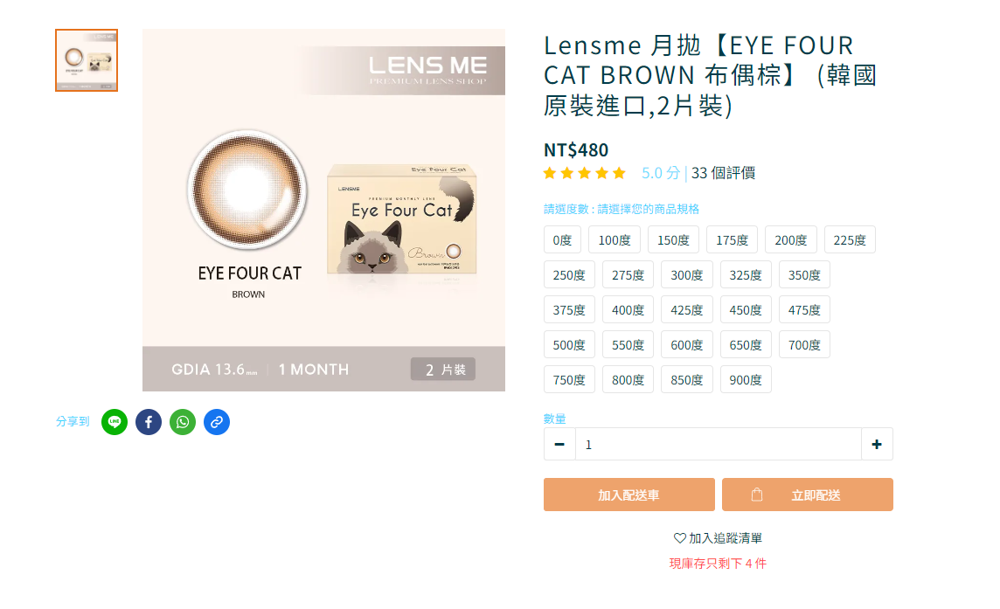 LENS ME
PREMIUM LENS SHOP
LENSME
Eye Four Cat
PREMIUM MONTHLY LENS
Eye Four Cat
Brown
EYE FOUR CAT
BROWN
GDIA 13.6mm | 1 MONTH
2 片裝
分享到
Lensme 月拋【EYE FOUR
CAT BROWN 布偶棕】 (韓國
原裝進口,2片裝)
NT$480
5.0 分 | 33 個評價
請選度數 : 請選擇您的商品規格
0度 100度 150度 175度 200度 225度
250度 275度 300度 325度 350度
375度 400度 425度 450度 475度
500度 550度 600度 650度 700度
750度 800度 850度 900度
數量
1
加入配送車 立即配送
加入追蹤清單
現庫存只剩下 4 件